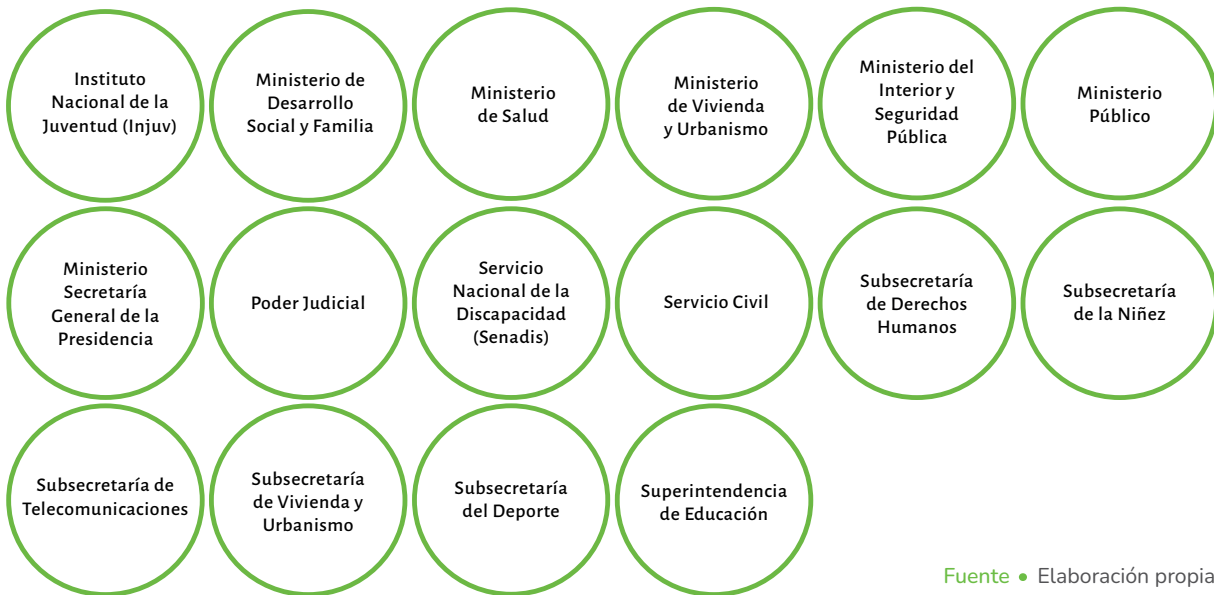 Instituto
Nacional de la
Juventud (Injuv)
Ministerio de
Desarrollo
Social y Familia
Ministerio
de Salud
Ministerio
de Vivienda
y Urbanismo
Ministerio del
Interior y
Seguridad
Pública
Ministerio
Público
Ministerio
Secretaría
General de la
Presidencia
Poder Judicial
Servicio
Nacional de la
Discapacidad
(Senadis)
Servicio Civil
Subsecretaría
de Derechos
Humanos
Subsecretaría
de la Niñez
Subsecretaría de
Telecomunicaciones
Subsecretaría
de Vivienda y
Urbanismo
Subsecretaría
del Deporte
Superintendencia
de Educación
Fuente • Elaboración propia